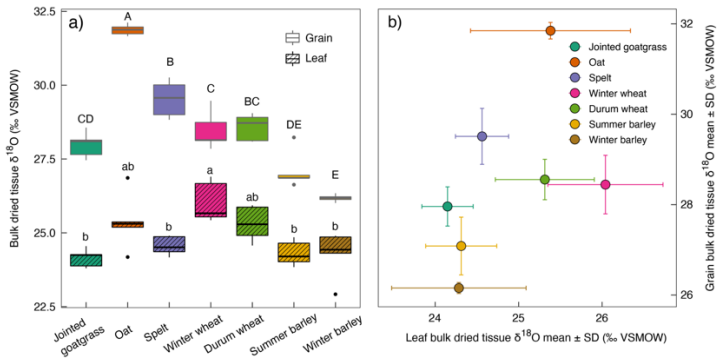 a)
Bulk dried tissue δ18O (‰ VSMOW)
32.5
30.0
27.5
25.0
22.5
Grain
Leaf
A
B
C
BC
CD
DE
E
a
ab
ab
b
b
b
b
Jointed goatgrass
Oat
Spelt
Winter wheat
Durum wheat
Summer barley
Winter barley
b)
Jointed goatgrass
Oat
Spelt
Winter wheat
Durum wheat
Summer barley
Winter barley
32
30
28
26
Grain bulk dried tissue δ18O mean ± SD (‰ VSMOW)
24
25
26
Leaf bulk dried tissue δ18O mean ± SD (‰ VSMOW)